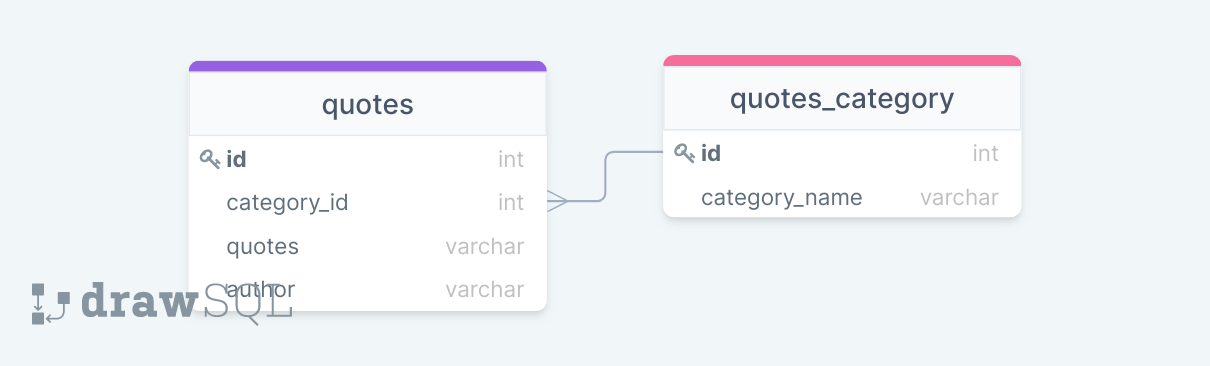 quotes
id int
category_id int
quotes varchar
author varchar
quotes_category
id int
category_name varchar
drawSQL